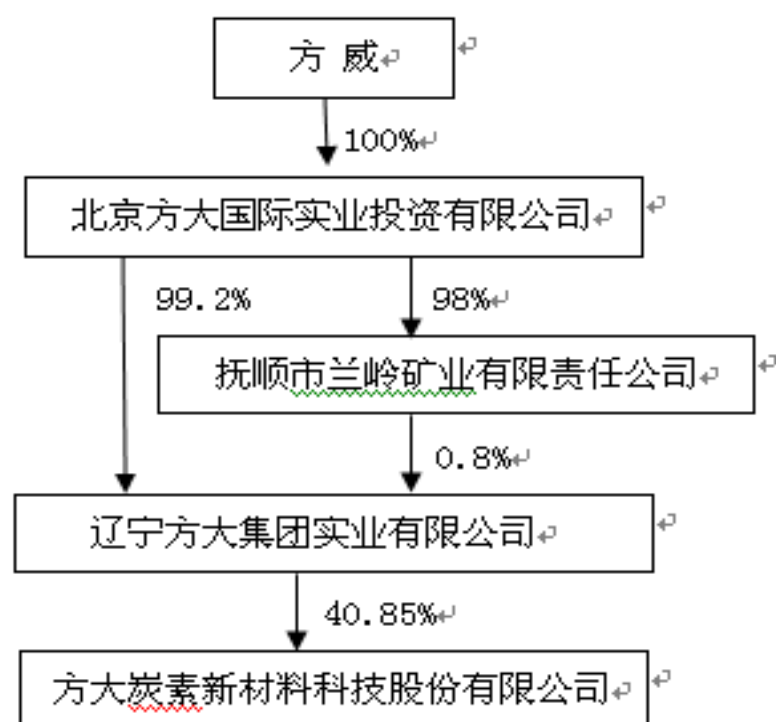 方 威
100%
北京方大国际实业投资有限公司
99.2%
98%
抚顺市兰岭矿业有限责任公司
0.8%
辽宁方大集团实业有限公司
40.85%
方大炭素新材料科技股份有限公司